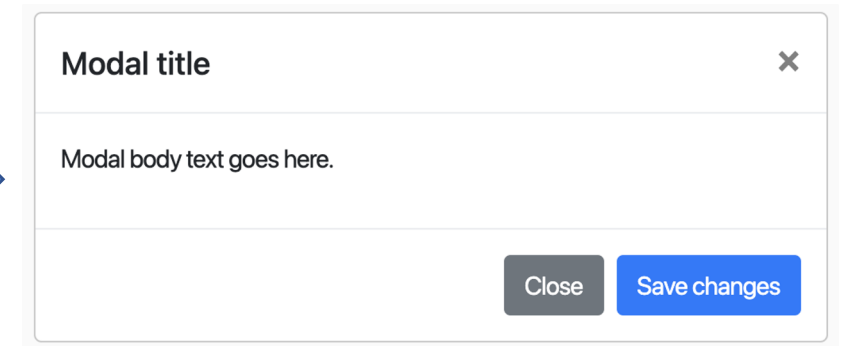 Modal title ×
Modal body text goes here.
Close Save changes